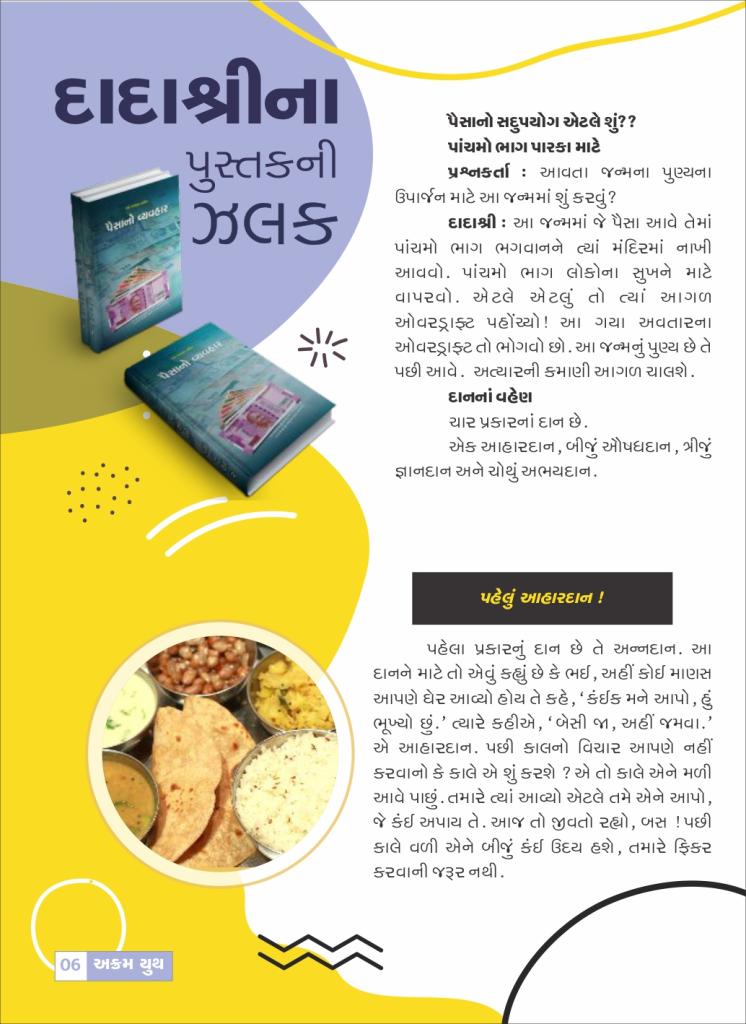 દાદાશ્રીના
પુસ્તકની
ઝલક
પૈસાનો વ્યવહાર
પૈસાનો વ્યવહાર
પૈસાનો સદુપયોગ એટલે શું??
પાંચમો ભાગ પારકા માટે
પ્રશ્નકર્તા : આવતા જન્મના પુણ્યના
ઉપાર્જન માટે આ જન્મમાં શું કરવું?
દાદાશ્રી : આ જન્મમાં જે પૈસા આવે તેમાં
પાંચમો ભાગ ભગવાનને ત્યાં મંદિરમાં નાખી
આવવો. પાંચમો ભાગ લોકોના સુખને માટે
વાપરવો. એટલે એટલું તો ત્યાં આગળ
ઓવરડ્રાફ્ટ પહોંચ્યો! આ ગયા અવતારના
ઓવરડ્રાફ્ટ તો ભોગવો છો. આ જન્મનું પુણ્ય છે તે
પછી આવે. અત્યારની કમાણી આગળ ચાલશે.
દાનનાં વહેણ
ચાર પ્રકારનાં દાન છે.
એક આહારદાન, બીજું ઔષધદાન, ત્રીજું
જ્ઞાનદાન અને ચોથું અભયદાન.
પહેલું આહારદાન !
પહેલા પ્રકારનું દાન છે તે અન્નદાન. આ
દાનને માટે તો એવું કહ્યું છે કે ભઈ, અહીં કોઈ માણસ
આપણે ઘેર આવ્યો હોય તે કહે, ‘કંઈક મને આપો, હું
ભૂખ્યો છું.’ ત્યારે કહીએ, ‘બેસી જા, અહીં જમવા.’
એ આહારદાન. પછી કાલનો વિચાર આપણે નહીં
કરવાનો કે કાલે એ શું કરશે ? એ તો કાલે એને મળી
આવે પાછું. તમારે ત્યાં આવ્યો એટલે તમે એને આપો,
જે કંઈ અપાય તે. આજ તો જીવતો રહ્યો, બસ ! પછી
કાલે વળી એને બીજું કંઈ ઉદય હશે, તમારે ફિકર
કરવાની જરૂર નથી.
06 અક્રમ યુથ